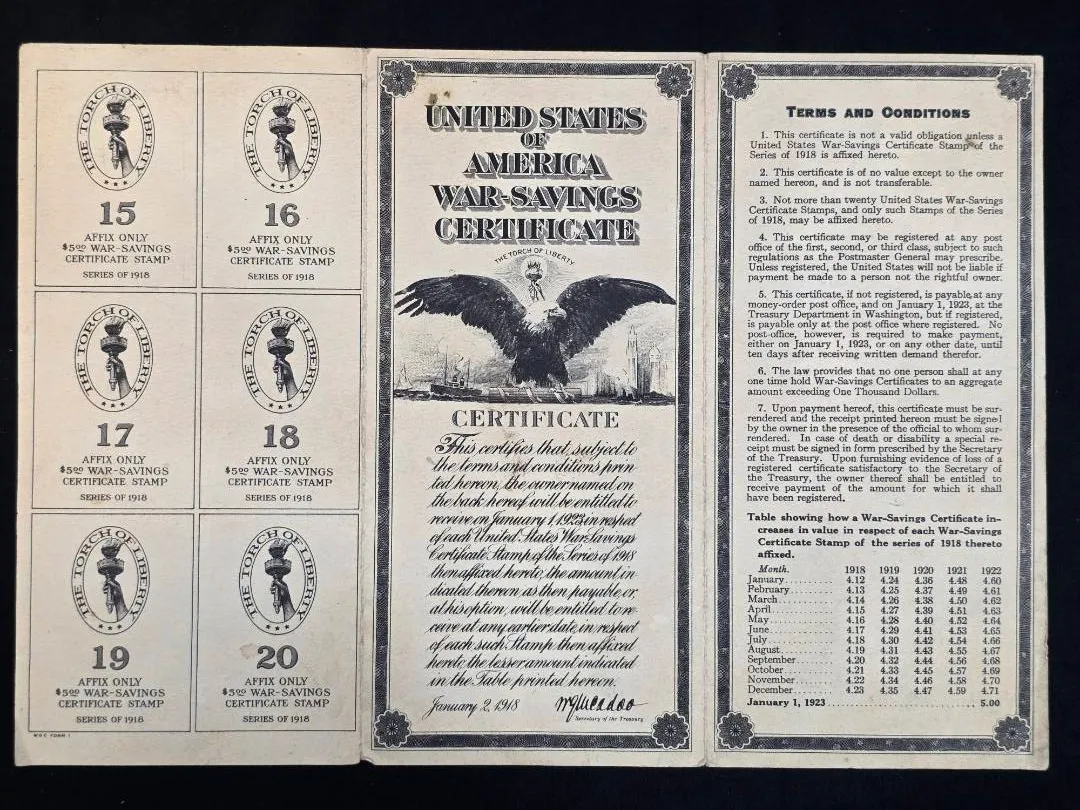 THE TORCH OF LIBERTY
15
AFFIX ONLY
$5.00 WAR-SAVINGS
CERTIFICATE STAMP
SERIES OF 1918
THE TORCH OF LIBERTY
16
AFFIX ONLY
$5.00 WAR-SAVINGS
CERTIFICATE STAMP
SERIES OF 1918
THE TORCH OF LIBERTY
17
AFFIX ONLY
$5.00 WAR-SAVINGS
CERTIFICATE STAMP
SERIES OF 1918
THE TORCH OF LIBERTY
18
AFFIX ONLY
$5.00 WAR-SAVINGS
CERTIFICATE STAMP
SERIES OF 1918
THE TORCH OF LIBERTY
19
AFFIX ONLY
$5.00 WAR-SAVINGS
CERTIFICATE STAMP
SERIES OF 1918
THE TORCH OF LIBERTY
20
AFFIX ONLY
$5.00 WAR-SAVINGS
CERTIFICATE STAMP
SERIES OF 1918
FORM 1
UNITED STATES
OF
AMERICA
WAR-SAVINGS
CERTIFICATE
THE TORCH OF LIBERTY
CERTIFICATE
This certifies that, subject to
the terms and conditions prin-
ted hereon, the owner named on
the back hereof will be entitled to
receive on January 1, 1923, in respect
of each United States War Savings
Certificate Stamp of the Series of 1918
then affixed hereto, the amount in-
dicated thereon as then payable, or,
at his option, will be entitled to re-
ceive at any earlier date, in respect
of each such Stamp then affixed
hereto, the lesser amount indicated
in the Table printed hereon.
January 2, 1918 W G McAdoo
Secretary of the Treasury
TERMS AND CONDITIONS
1. This certificate is not a valid obligation unless a
United States War-Savings Certificate Stamp of the
Series of 1918 is affixed hereto.
2. This certificate is of no value except to the owner
named hereon, and is not transferable.
3. Not more than twenty United States War-Savings
Certificate Stamps, and only such Stamps of the Series
of 1918, may be affixed hereto.
4. This certificate may be registered at any post
office of the first, second, or third class, subject to such
regulations as the Postmaster General may prescribe.
Unless registered, the United States will not be liable if
payment be made to a person not the rightful owner.
5. This certificate, if not registered, is payable at any
money-order post office, and on January 1, 1923, at the
Treasury Department in Washington, but if registered,
is payable only at the post office where registered. No
post-office, however, is required to make payment,
either on January 1, 1923, or on any other date, until
ten days after receiving written demand therefor.
6. The law provides that no one person shall at any
one time hold War-Savings Certificates to an aggregate
amount exceeding One Thousand Dollars.
7. Upon payment hereof, this certificate must be sur-
rendered and the receipt printed hereon must be signed
by the owner in the presence of the official to whom sur-
rendered. In case of death or disability a special re-
ceipt must be signed in form prescribed by the Secretary
of the Treasury. Upon furnishing evidence of loss of a
registered certificate satisfactory to the Secretary of
the Treasury, the owner thereof shall be entitled to
receive payment of the amount for which it shall
have been registered.
Table showing how a War-Savings Certificate in-
creases in value in respect of each War-Savings
Certificate Stamp of the series of 1918 thereto
affixed.
Month. 1918 1919 1920 1921 1922
January 4.12 4.24 4.36 4.48 4.60
February 4.13 4.25 4.37 4.49 4.61
March 4.14 4.26 4.38 4.50 4.62
April 4.15 4.27 4.39 4.51 4.63
May 4.16 4.28 4.40 4.52 4.64
June 4.17 4.29 4.41 4.53 4.65
July 4.18 4.30 4.42 4.54 4.66
August 4.19 4.31 4.43 4.55 4.67
September 4.20 4.32 4.44 4.56 4.68
October 4.21 4.33 4.45 4.57 4.69
November 4.22 4.34 4.46 4.58 4.70
December 4.23 4.35 4.47 4.59 4.71
January 1, 1923 5.00